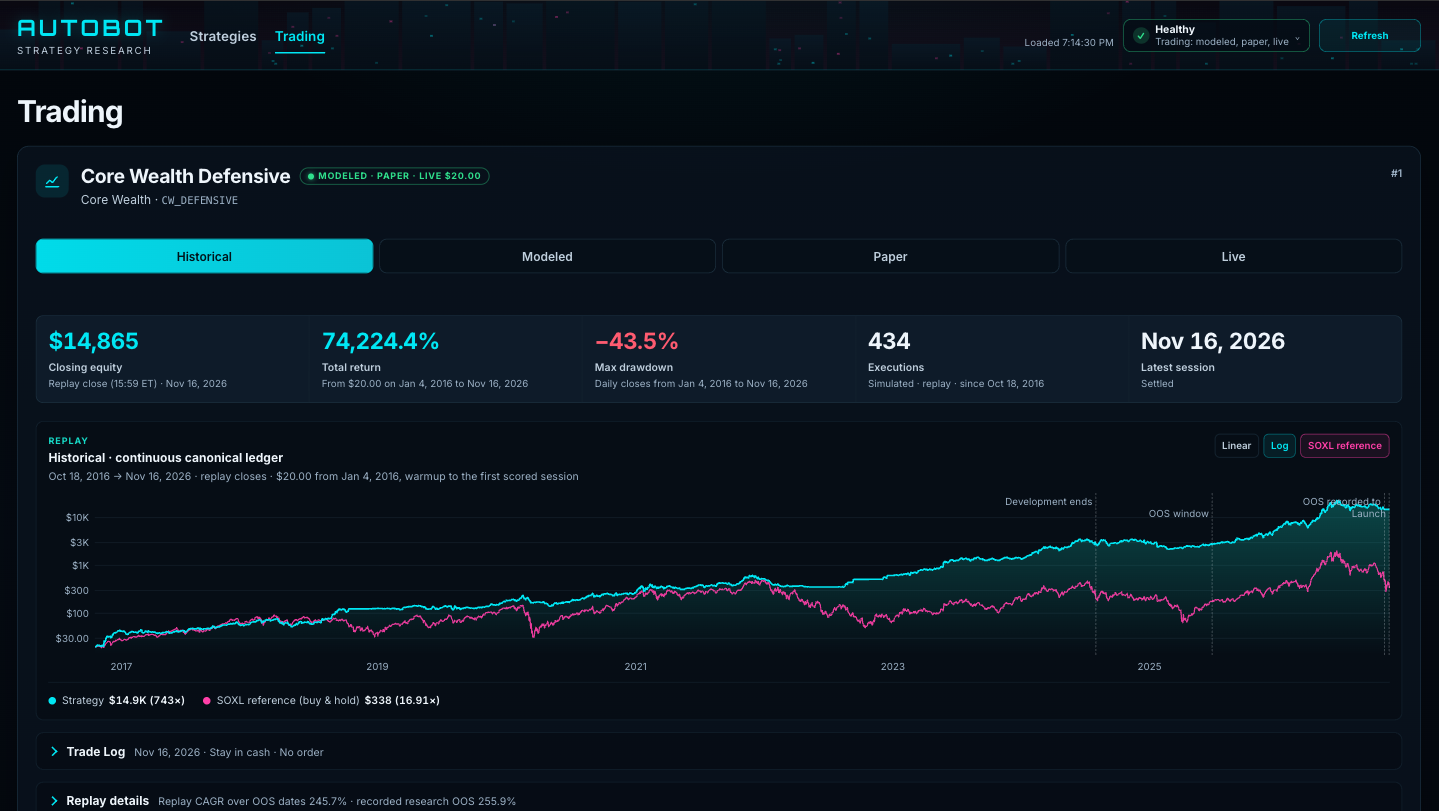 AUTOBOT
STRATEGY RESEARCH
Strategies
Trading
Loaded 7:14:30 PM
Healthy
Trading: modeled, paper, live
Refresh
Trading
Core Wealth Defensive
MODELED · PAPER · LIVE $20.00
#1
Core Wealth · CW_DEFENSIVE
Historical
Modeled
Paper
Live
$14,865
Closing equity
Replay close (15:59 ET) · Nov 16, 2026
74,224.4%
Total return
From $20.00 on Jan 4, 2016 to Nov 16, 2026
−43.5%
Max drawdown
Daily closes from Jan 4, 2016 to Nov 16, 2026
434
Executions
Simulated · replay · since Oct 18, 2016
Nov 16, 2026
Latest session
Settled
REPLAY
Historical · continuous canonical ledger
Oct 18, 2016 → Nov 16, 2026 · replay closes · $20.00 from Jan 4, 2016, warmup to the first scored session
Linear
Log
SOXL reference
Development ends
OOS window
OOS recorded to
Launch
$10K
$3K
$1K
$300
$100
$30.00
2017
2019
2021
2023
2025
Strategy $14.9K (743×)
SOXL reference (buy & hold) $338 (16.91×)
Trade Log Nov 16, 2026 · Stay in cash · No order
Replay details Replay CAGR over OOS dates 245.7% · recorded research OOS 255.9%